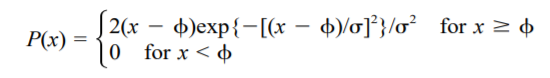 P(x) = {2(x − ϕ)exp{−[(x − ϕ)/σ]²}/σ² for x ≥ ϕ
0 for x < ϕ